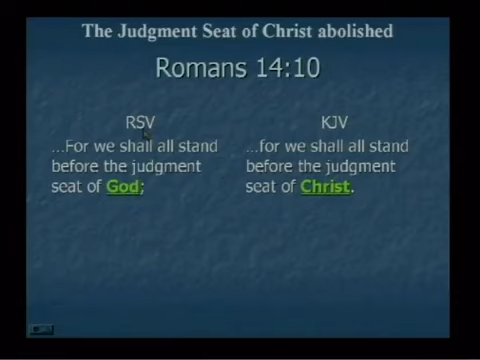 The Judgment Seat of Christ abolished
Romans 14:10
RSV
...For we shall all stand
before the judgment
seat of God;
KJV
...for we shall all stand
before the judgment
seat of Christ.